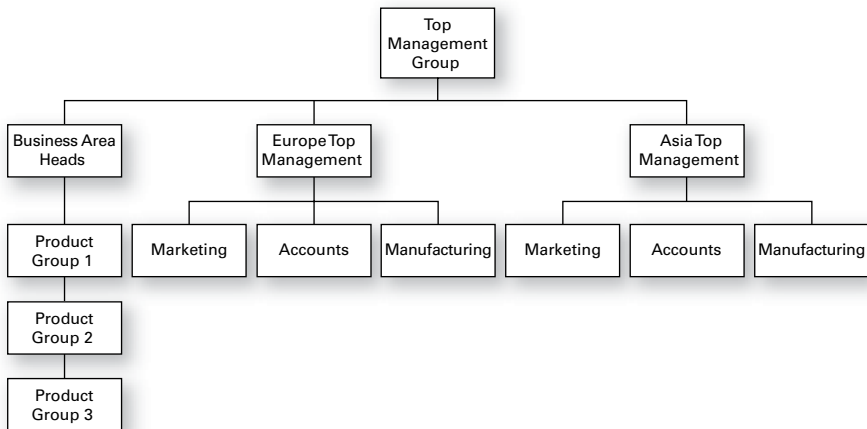 Top
Management
Group
Business Area
Heads
Europe Top
Management
Asia Top
Management
Product
Group 1
Marketing
Accounts
Manufacturing
Marketing
Accounts
Manufacturing
Product
Group 2
Product
Group 3